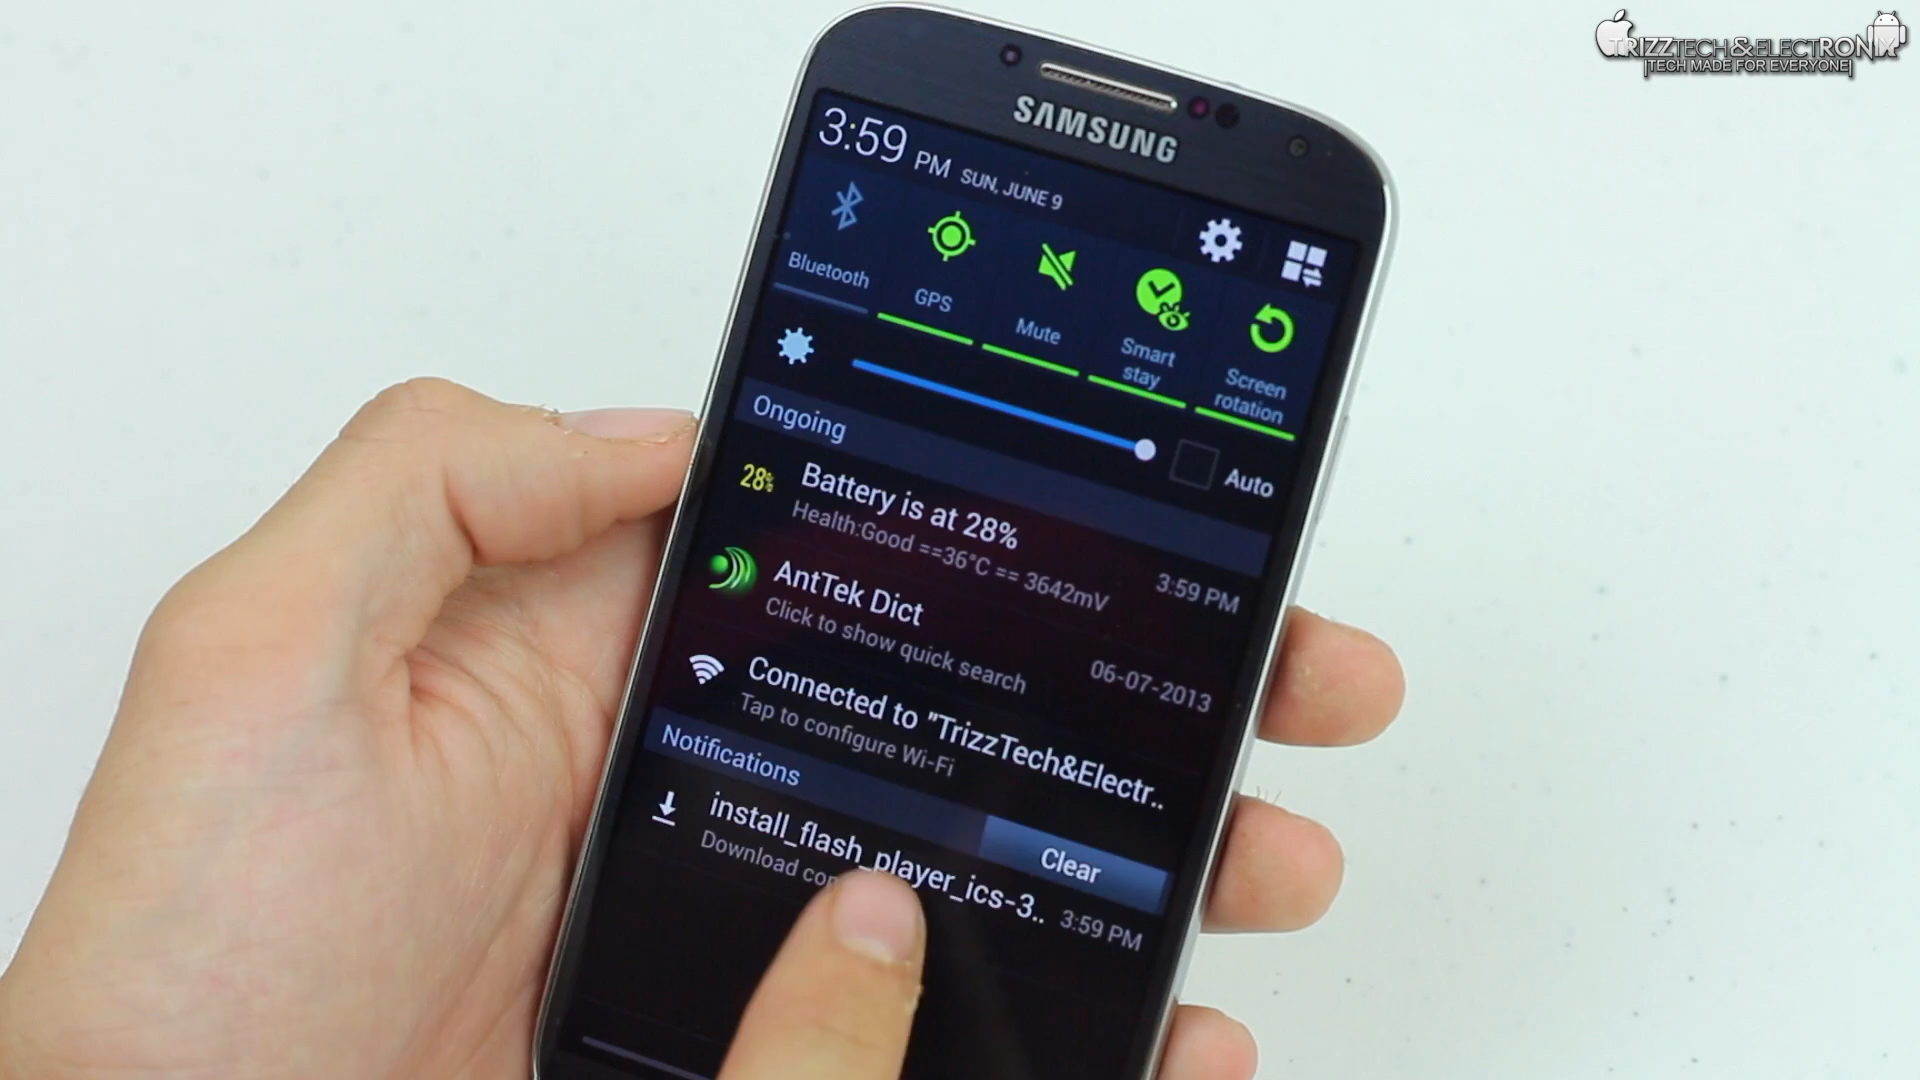 TRIZZTECH&ELECTRONIX
|TECH MADE FOR EVERYONE|
SAMSUNG
3:59 PM SUN, JUNE 9
Bluetooth
GPS
Mute
Smart stay
Screen rotation
Auto
Ongoing
28%
Battery is at 28%
Health:Good ==36°C == 3642mV
3:59 PM
AntTek Dict
Click to show quick search
06-07-2013
Connected to "TrizzTech&Electr..
Tap to configure Wi-Fi
Notifications
Clear
install_flash_player_ics-3..
Download
3:59 PM